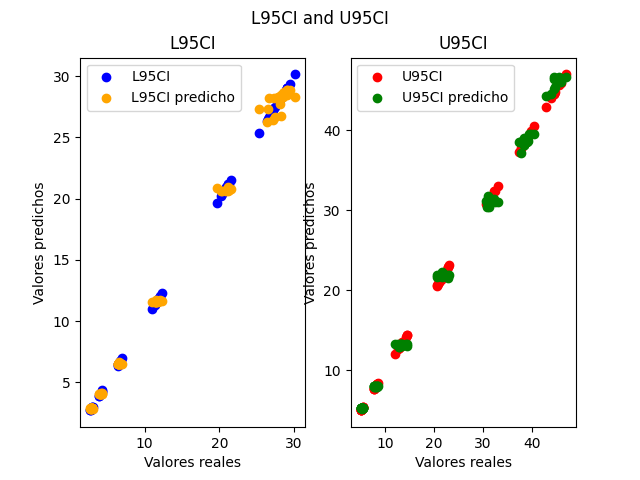 L95CI and U95CI
L95CI
L95CI
L95CI predicho
30
25
20
15
10
5
Valores predichos
10
20
30
Valores reales
U95CI
U95CI
U95CI predicho
40
30
20
10
Valores predichos
10
20
30
40
Valores reales